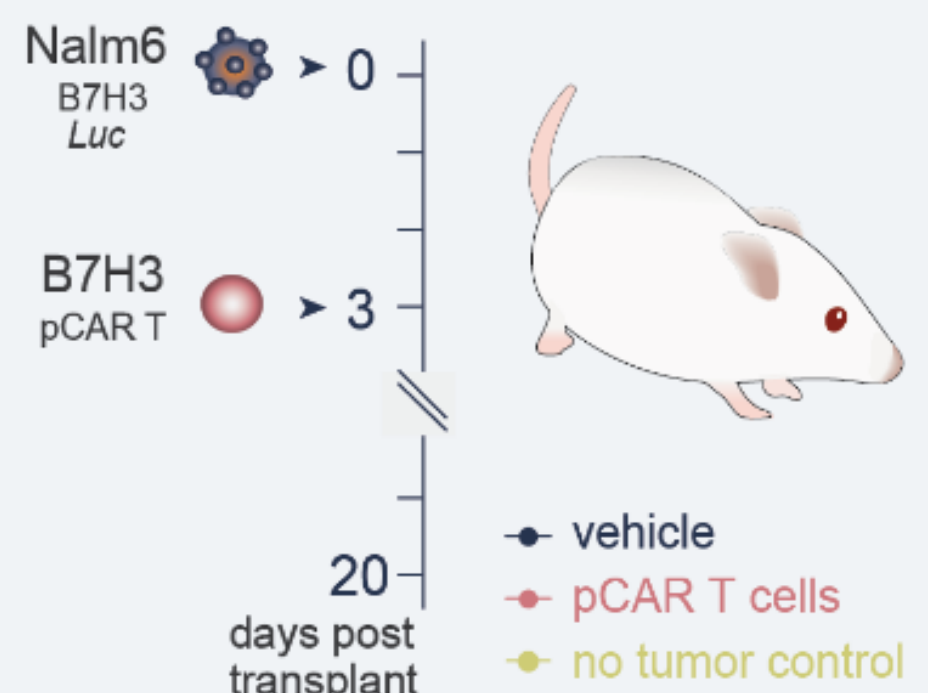 Nalm6
B7H3
Luc
0
B7H3
pCAR T
3
20
days post
transplant
vehicle
pCAR T cells
no tumor control